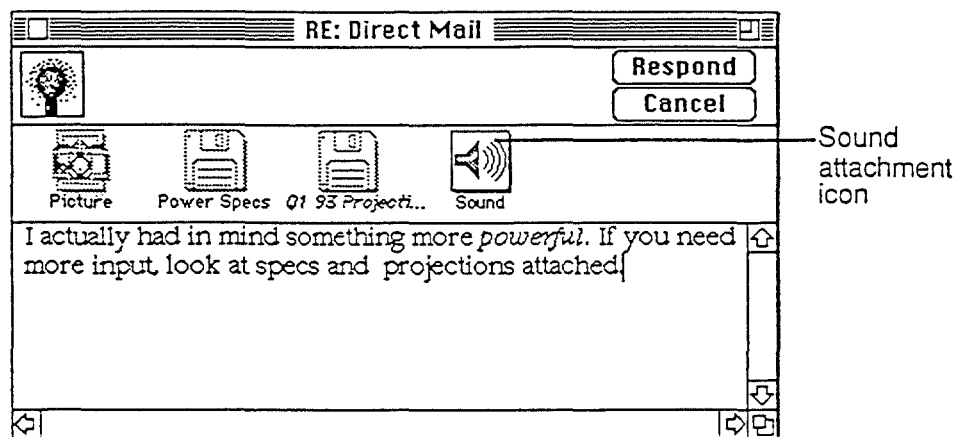 RE: Direct Mail
Respond
Cancel
Picture Power Specs Q1 93 Projecti... Sound
Sound
attachment
icon
I actually had in mind something more powerful. If you need
more input, look at specs and projections attached.